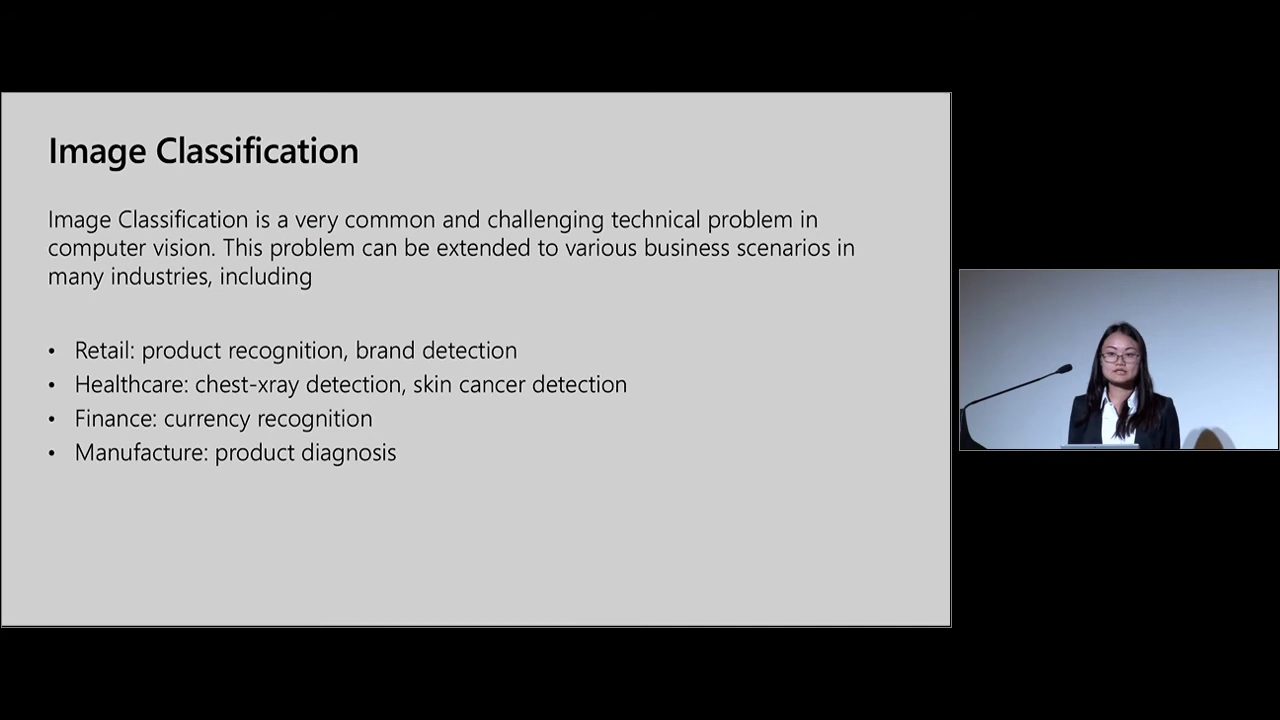 Image Classification
Image Classification is a very common and challenging technical problem in
computer vision. This problem can be extended to various business scenarios in
many industries, including
• Retail: product recognition, brand detection
• Healthcare: chest-xray detection, skin cancer detection
• Finance: currency recognition
• Manufacture: product diagnosis